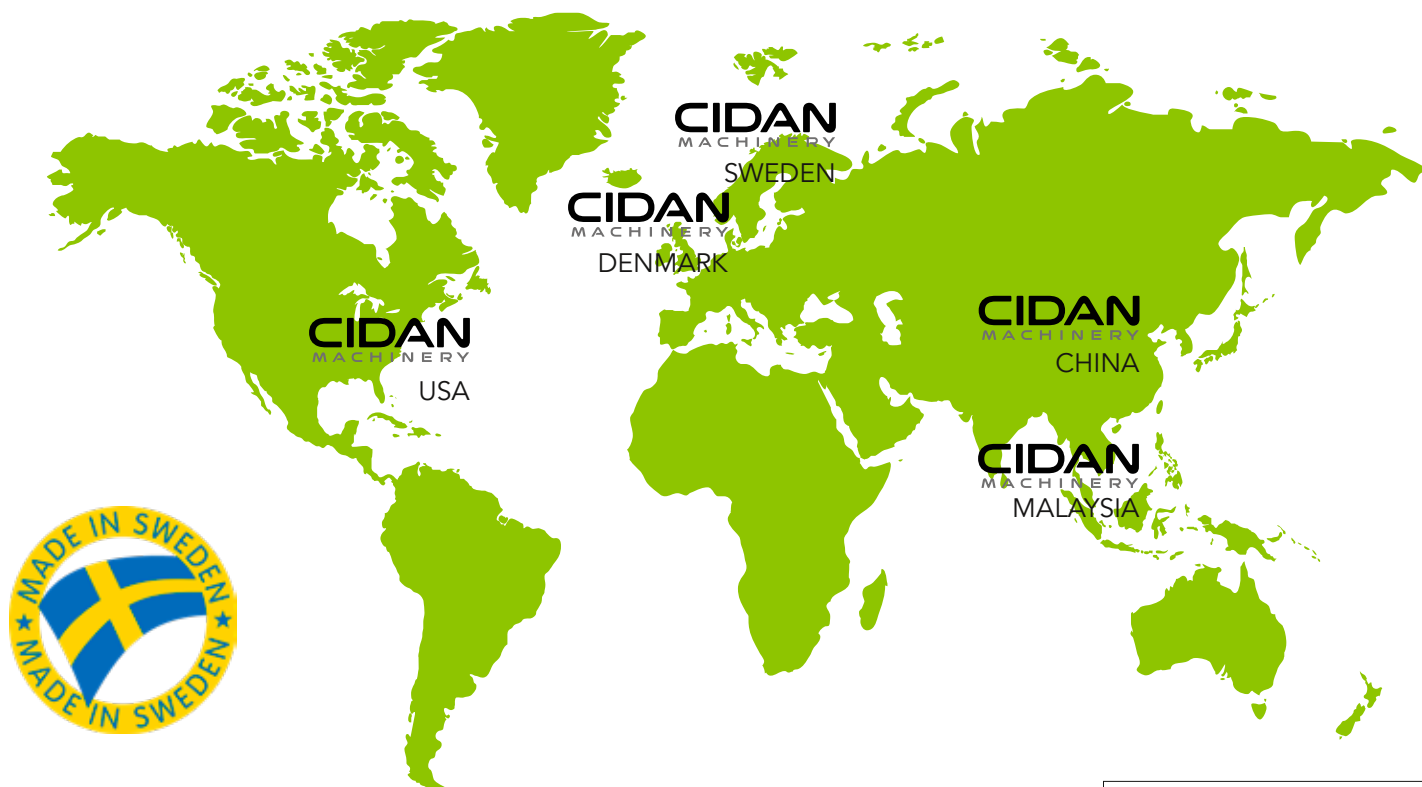 CIDAN
MACHINERY
SWEDEN
CIDAN
MACHINERY
DENMARK
CIDAN
MACHINERY
USA
CIDAN
MACHINERY
CHINA
CIDAN
MACHINERY
MALAYSIA
MADE IN SWEDEN
MADE IN SWEDEN